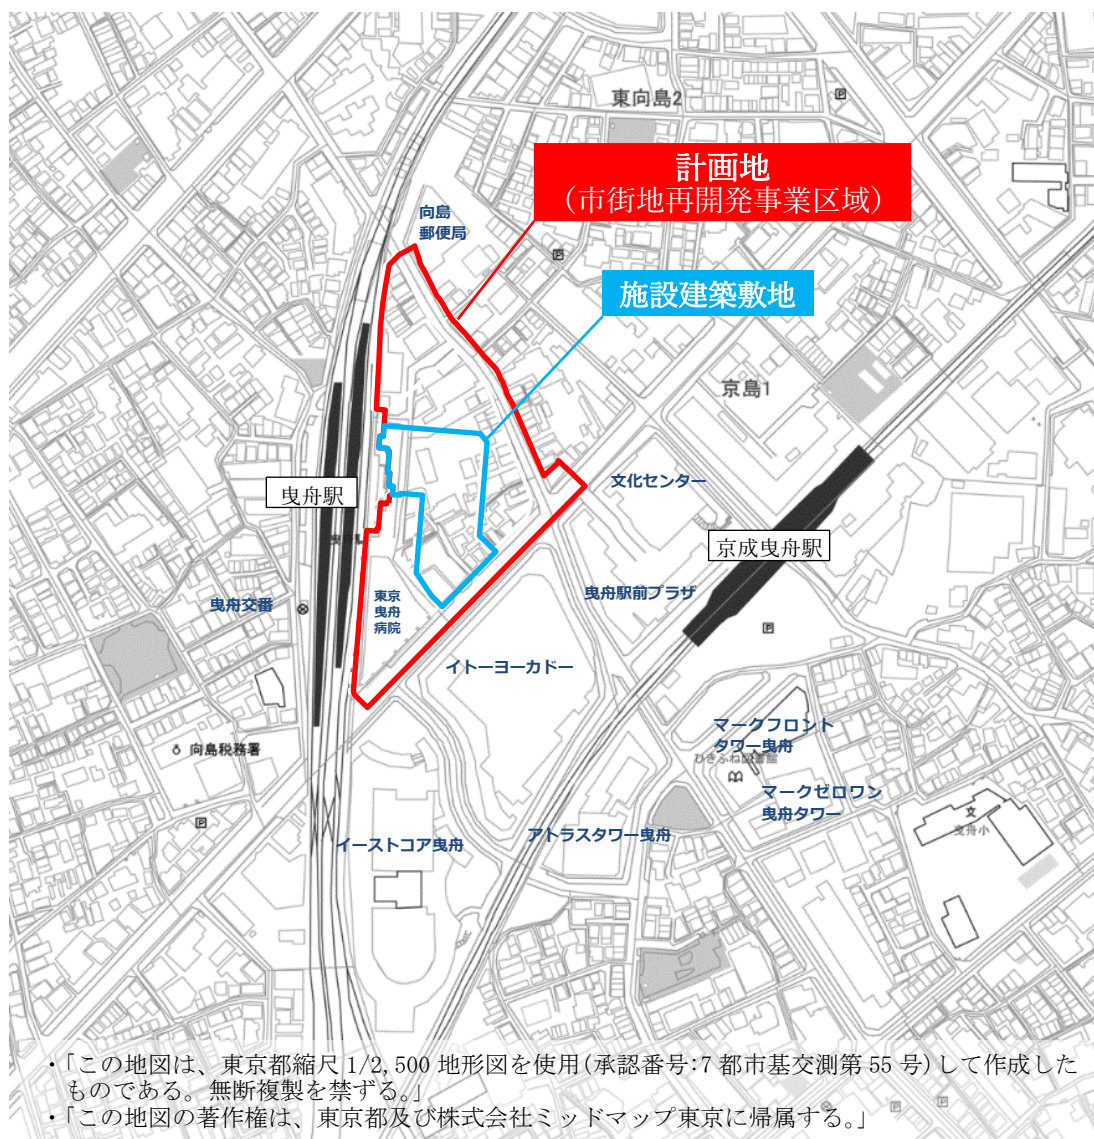 東向島2
計画地
（市街地再開発事業区域）
向島
郵便局
施設建築敷地
京島1
文化センター
曳舟駅
京成曳舟駅
曳舟駅前プラザ
東京
曳舟
病院
曳舟交番
イトーヨーカドー
マークフロント
タワー曳舟
ひきふね図書館
向島税務署
マークゼロワン
曳舟タワー
文
曳舟小
アトラスタワー曳舟
イーストコア曳舟
P
P
P
P
P
P
・「この地図は、東京都縮尺 1/2,500 地形図を使用(承認番号:7 都市基交測第 55 号)して作成した
ものである。無断複製を禁ずる。」
・「この地図の著作権は、東京都及び株式会社ミッドマップ東京に帰属する。」